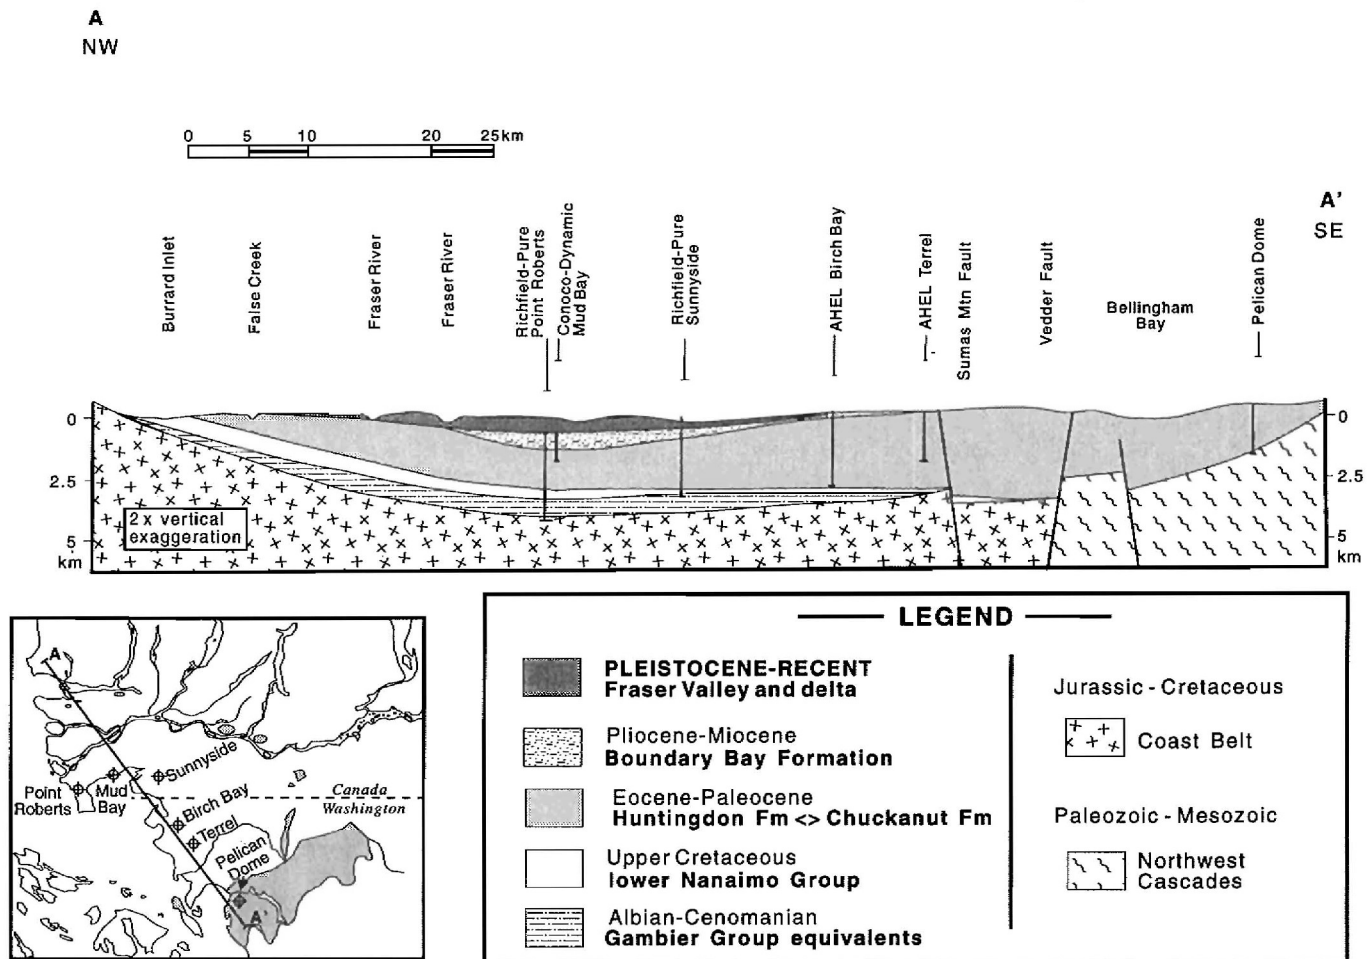 A
NW
0 5 10 20 25km
A'
SE
Burrard Inlet
False Creek
Fraser River
Fraser River
Richfield-Pure
Point Roberts
Conoco-Dynamic
Mud Bay
Richfield-Pure
Sunnyside
AHEL Birch Bay
AHEL Terrel
Sumas Mtn Fault
Vedder Fault
Bellingham
Bay
Pelican Dome
0
2.5
5
km
2 x vertical
exaggeration
0
2.5
5
km
A
Sunnyside
Point
Roberts
Mud
Bay
Canada
Washington
Birch Bay
Terrel
Pelican
Dome
A'
LEGEND
PLEISTOCENE-RECENT
Fraser Valley and delta
Pliocene-Miocene
Boundary Bay Formation
Eocene-Paleocene
Huntingdon Fm <> Chuckanut Fm
Upper Cretaceous
lower Nanaimo Group
Albian-Cenomanian
Gambier Group equivalents
Jurassic - Cretaceous
Coast Belt
Paleozoic - Mesozoic
Northwest
Cascades